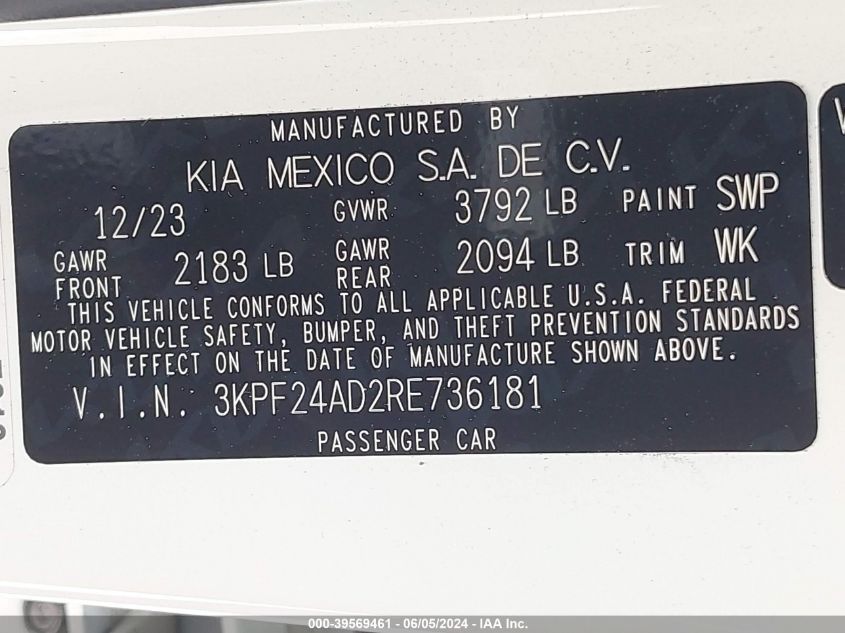 MANUFACTURED BY
KIA MEXICO S.A. DE C.V.
12/23 GVWR 3792 LB PAINT SWP
GAWR FRONT 2183 LB GAWR REAR 2094 LB TRIM WK
THIS VEHICLE CONFORMS TO ALL APPLICABLE U.S.A. FEDERAL
MOTOR VEHICLE SAFETY, BUMPER, AND THEFT PREVENTION STANDARDS
IN EFFECT ON THE DATE OF MANUFACTURE SHOWN ABOVE.
V.I.N. 3KPF24AD2RE736181
PASSENGER CAR
000-39569461 - 06/05/2024 - IAA Inc.